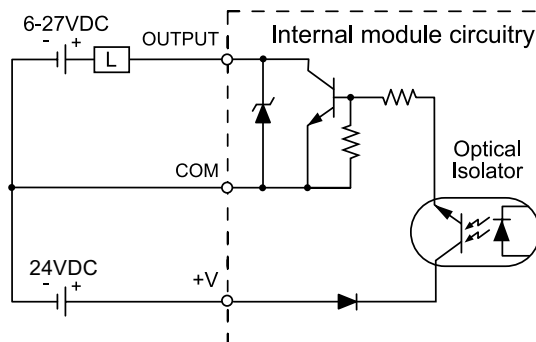 6-27VDC
- +
L
OUTPUT
Internal module circuitry
COM
Optical
Isolator
24VDC
- +
+V